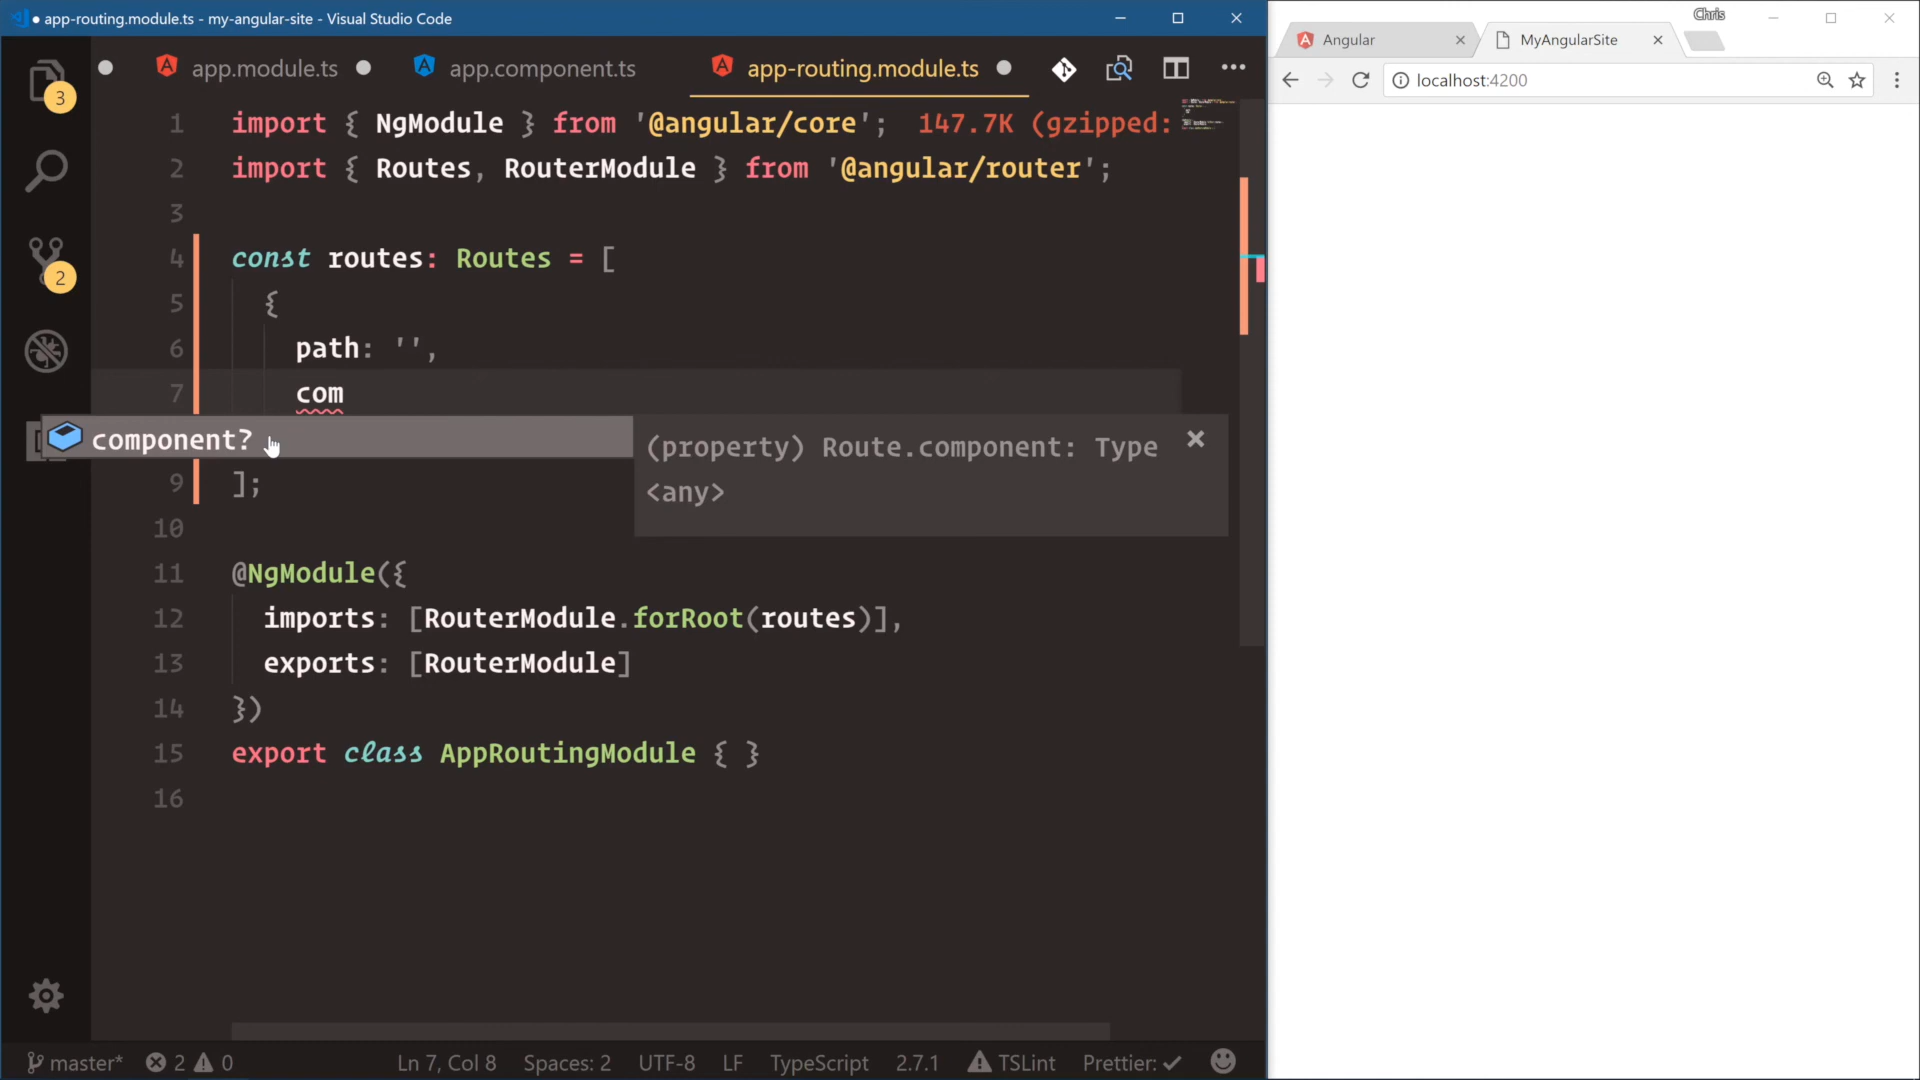 app-routing.module.ts - my-angular-site - Visual Studio Code
Chris
app.module.ts
app.component.ts
app-routing.module.ts
Angular
MyAngularSite
localhost:4200
3
2
1 import { NgModule } from '@angular/core'; 147.7K (gzipped:
2 import { Routes, RouterModule } from '@angular/router';
3
4 const routes: Routes = [
5 {
6 path: '',
7 com
component?
(property) Route.component: Type
<any>
9 ];
10
11 @NgModule({
12 imports: [RouterModule.forRoot(routes)],
13 exports: [RouterModule]
14 })
15 export class AppRoutingModule { }
16
master* 2 0 Ln 7, Col 8 Spaces: 2 UTF-8 LF TypeScript 2.7.1 TSLint Prettier: ✓